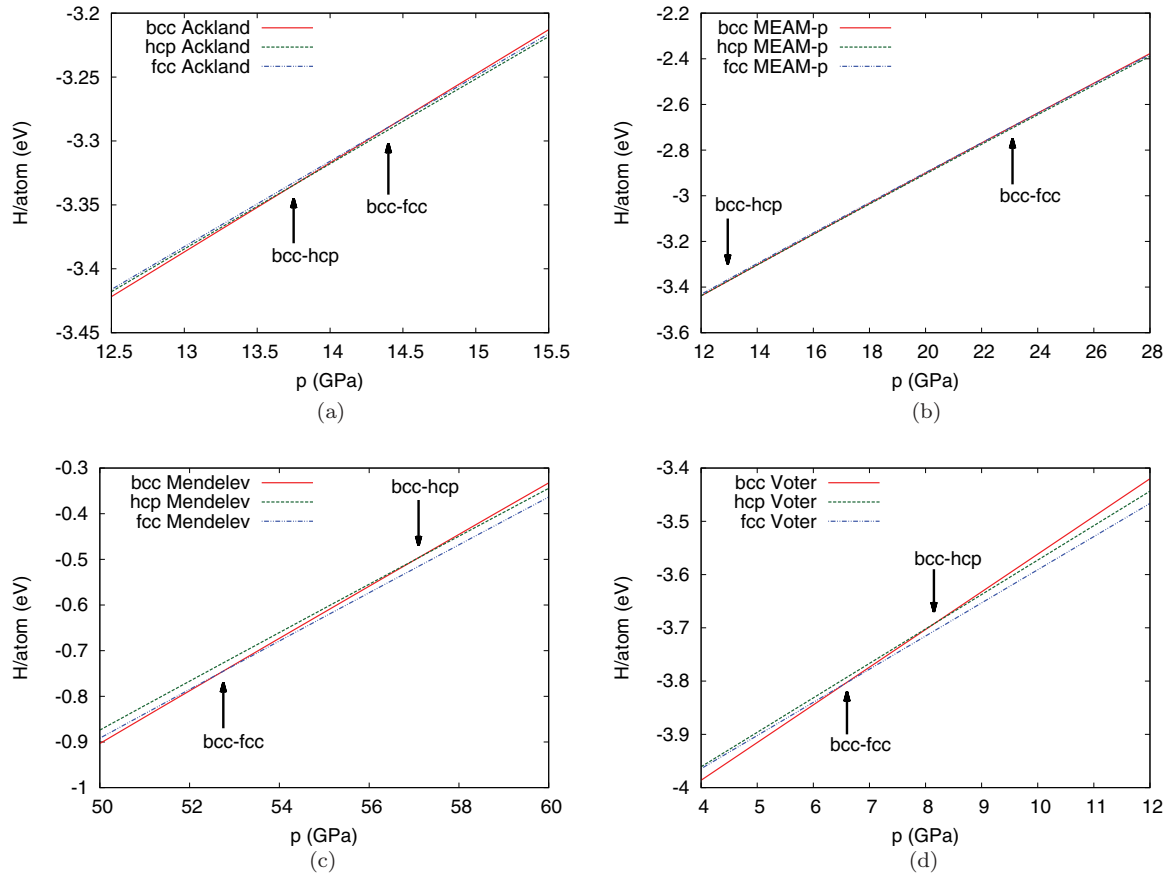 -3.2
-3.25
-3.3
-3.35
-3.4
-3.45
H/atom (eV)
bcc Ackland
hcp Ackland
fcc Ackland
bcc-hcp
bcc-fcc
12.5 13 13.5 14 14.5 15 15.5
p (GPa)
(a)
-2.2
-2.4
-2.6
-2.8
-3
-3.2
-3.4
-3.6
H/atom (eV)
bcc MEAM-p
hcp MEAM-p
fcc MEAM-p
bcc-hcp
bcc-fcc
12 14 16 18 20 22 24 26 28
p (GPa)
(b)
-0.3
-0.4
-0.5
-0.6
-0.7
-0.8
-0.9
-1
H/atom (eV)
bcc Mendelev
hcp Mendelev
fcc Mendelev
bcc-hcp
bcc-fcc
50 52 54 56 58 60
p (GPa)
(c)
-3.4
-3.5
-3.6
-3.7
-3.8
-3.9
-4
H/atom (eV)
bcc Voter
hcp Voter
fcc Voter
bcc-hcp
bcc-fcc
4 5 6 7 8 9 10 11 12
p (GPa)
(d)